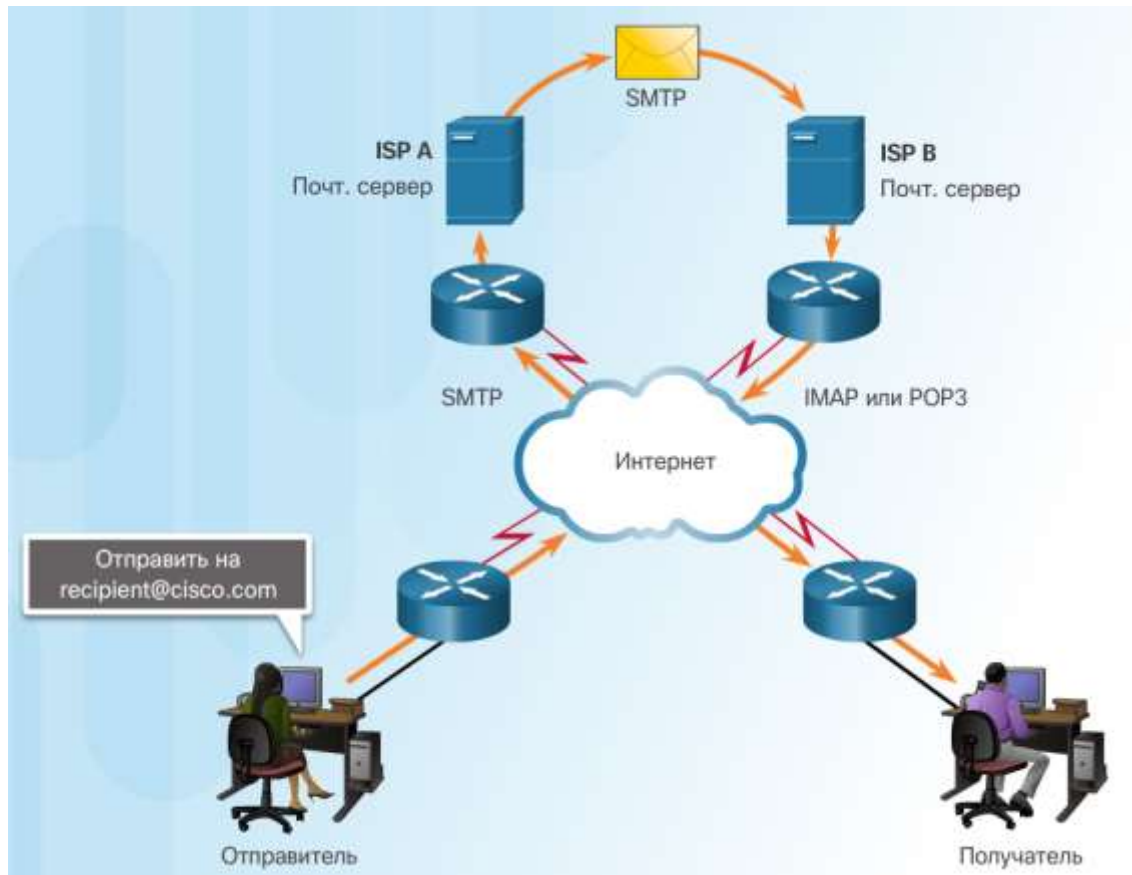 SMTP
ISP A
Почт. сервер
ISP B
Почт. сервер
SMTP
IMAP или POP3
Интернет
Отправить на
recipient@cisco.com
Отправитель
Получатель